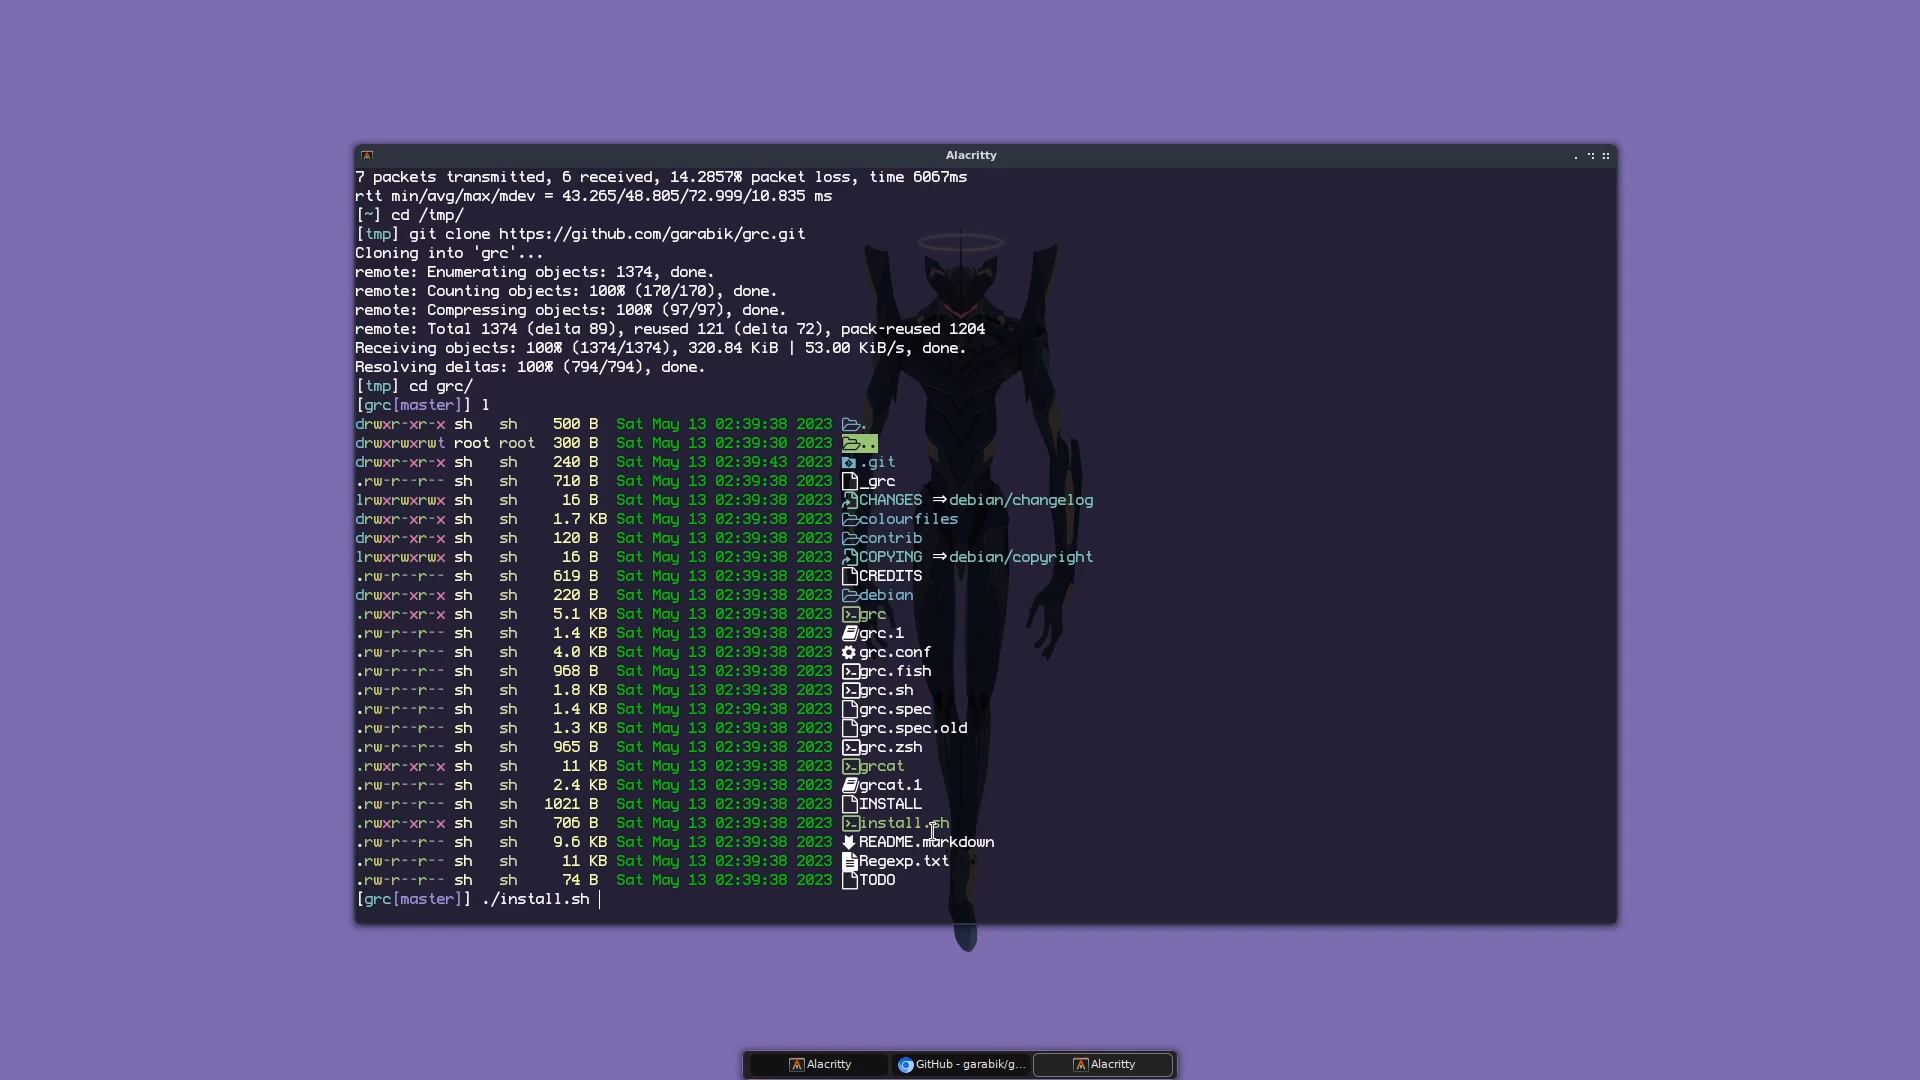 Alacritty
7 packets transmitted, 6 received, 14.2857% packet loss, time 6067ms
rtt min/avg/max/mdev = 43.265/48.805/72.999/10.835 ms
[~] cd /tmp/
[tmp] git clone https://github.com/garabik/grc.git
Cloning into 'grc'...
remote: Enumerating objects: 1374, done.
remote: Counting objects: 100% (170/170), done.
remote: Compressing objects: 100% (97/97), done.
remote: Total 1374 (delta 89), reused 121 (delta 72), pack-reused 1204
Receiving objects: 100% (1374/1374), 320.84 KiB | 53.00 KiB/s, done.
Resolving deltas: 100% (794/794), done.
[tmp] cd grc/
[grc[master]] l
drwxr-xr-x sh   sh    500 B  Sat May 13 02:39:38 2023 .
drwxrwxrwt root root  300 B  Sat May 13 02:39:30 2023 ..
drwxr-xr-x sh   sh    240 B  Sat May 13 02:39:43 2023 .git
.rw-r--r-- sh   sh    710 B  Sat May 13 02:39:38 2023 _grc
lrwxrwxrwx sh   sh     16 B  Sat May 13 02:39:38 2023 CHANGES ⇒debian/changelog
drwxr-xr-x sh   sh    1.7 KB Sat May 13 02:39:38 2023 colourfiles
drwxr-xr-x sh   sh    120 B  Sat May 13 02:39:38 2023 contrib
lrwxrwxrwx sh   sh     16 B  Sat May 13 02:39:38 2023 COPYING ⇒debian/copyright
.rw-r--r-- sh   sh    619 B  Sat May 13 02:39:38 2023 CREDITS
drwxr-xr-x sh   sh    220 B  Sat May 13 02:39:38 2023 debian
.rwxr-xr-x sh   sh    5.1 KB Sat May 13 02:39:38 2023 grc
.rw-r--r-- sh   sh    1.4 KB Sat May 13 02:39:38 2023 grc.1
.rw-r--r-- sh   sh    4.0 KB Sat May 13 02:39:38 2023 grc.conf
.rw-r--r-- sh   sh    968 B  Sat May 13 02:39:38 2023 grc.fish
.rw-r--r-- sh   sh    1.8 KB Sat May 13 02:39:38 2023 grc.sh
.rw-r--r-- sh   sh    1.4 KB Sat May 13 02:39:38 2023 grc.spec
.rw-r--r-- sh   sh    1.3 KB Sat May 13 02:39:38 2023 grc.spec.old
.rw-r--r-- sh   sh    965 B  Sat May 13 02:39:38 2023 grc.zsh
.rwxr-xr-x sh   sh     11 KB Sat May 13 02:39:38 2023 grcat
.rw-r--r-- sh   sh    2.4 KB Sat May 13 02:39:38 2023 grcat.1
.rw-r--r-- sh   sh   1021 B  Sat May 13 02:39:38 2023 INSTALL
.rwxr-xr-x sh   sh    706 B  Sat May 13 02:39:38 2023 install.sh
.rw-r--r-- sh   sh    9.6 KB Sat May 13 02:39:38 2023 README.markdown
.rw-r--r-- sh   sh     11 KB Sat May 13 02:39:38 2023 Regexp.txt
.rw-r--r-- sh   sh     74 B  Sat May 13 02:39:38 2023 TODO
[grc[master]] ./install.sh
Alacritty GitHub - garabik/g... Alacritty